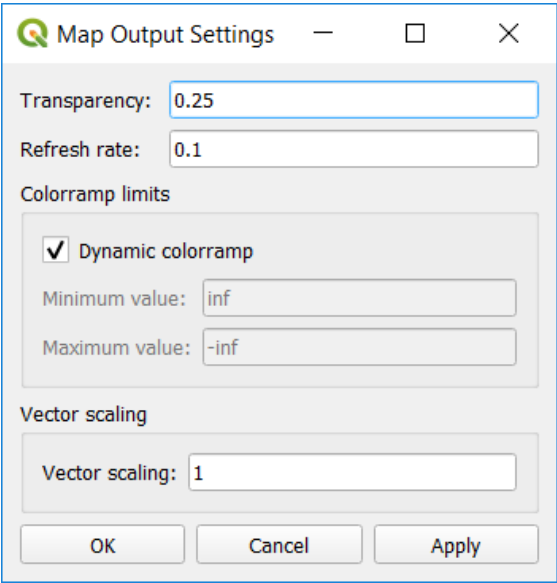 Map Output Settings
Transparency: 0.25
Refresh rate: 0.1
Colorramp limits
Dynamic colorramp
Minimum value: inf
Maximum value: -inf
Vector scaling
Vector scaling: 1
OK Cancel Apply